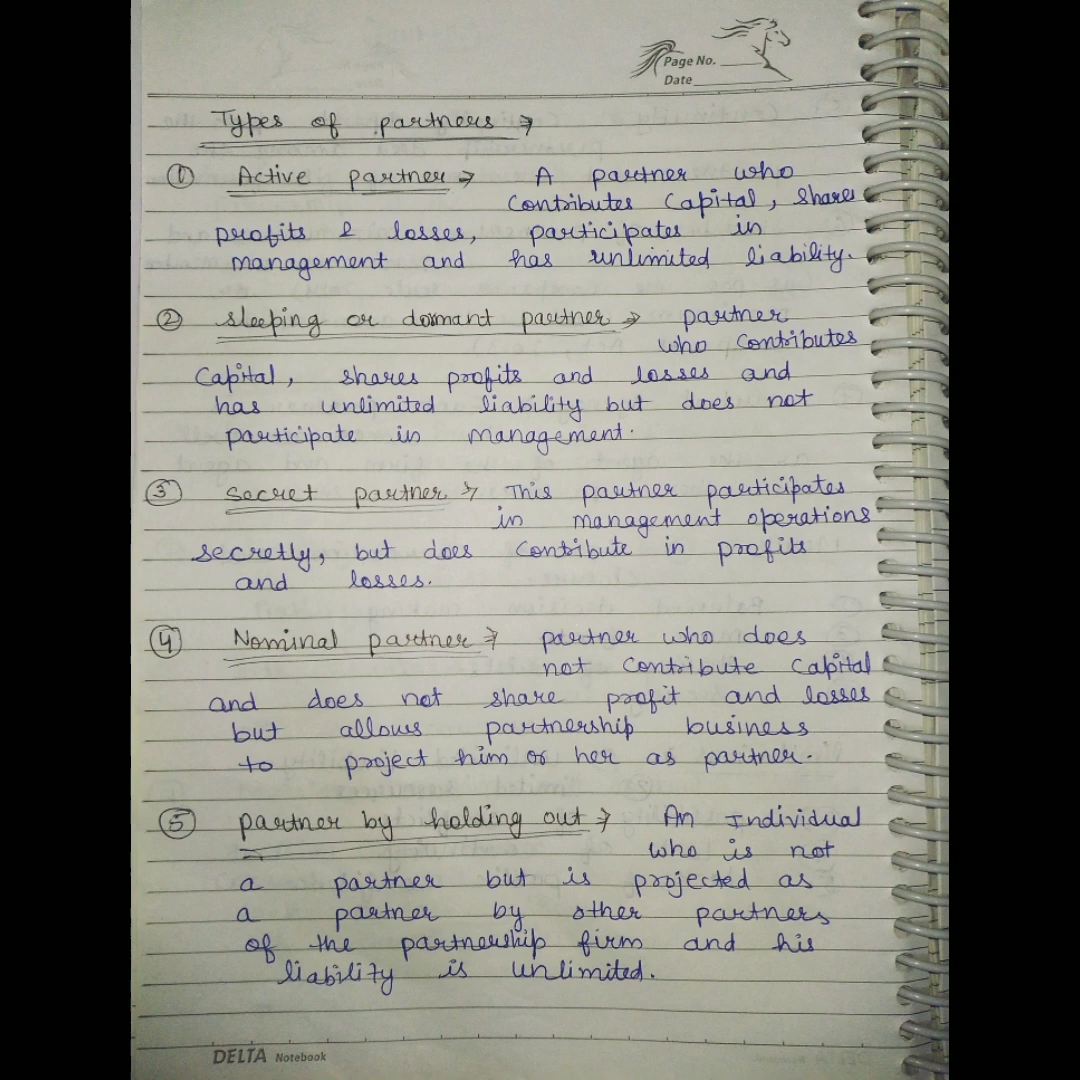 Page No.
Date
Types of partners →
① Active partner → A partner who
contributes capital, shares
profits & losses, participates in
management and has unlimited liability.
② sleeping or dormant partner → partner
who contributes
capital, shares profits and losses and
has unlimited liability but does not
participate in management.
③ secret partner → This partner participates
in management operations
secretly, but does contribute in profits
and losses.
④ Nominal partner → partner who does
not contribute capital
and does not share profit and losses
but allows partnership business
to project him or her as partner.
⑤ partner by holding out → An Individual
who is not
a partner but is projected as
a partner by other partners
of the partnership firm and his
liability is unlimited.
DELTA Notebook